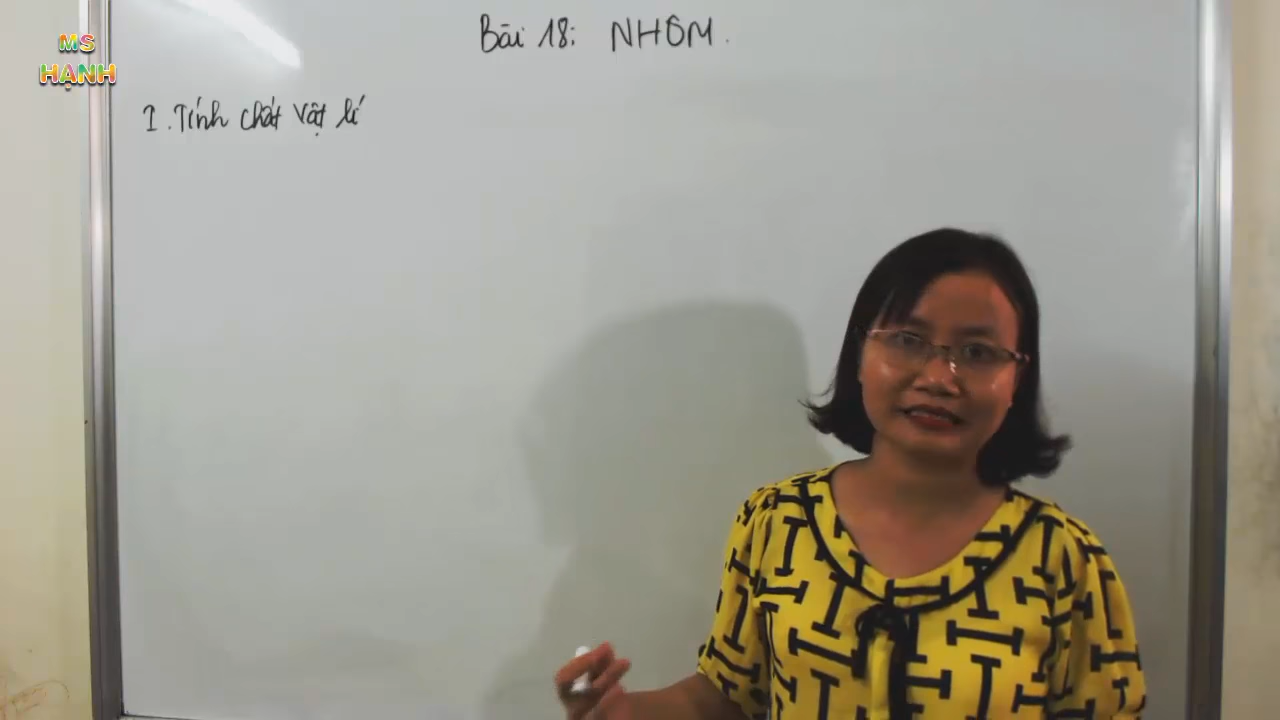 MS
HẠNH
Bài 18: NHÔM.
I. Tính chất vật lí